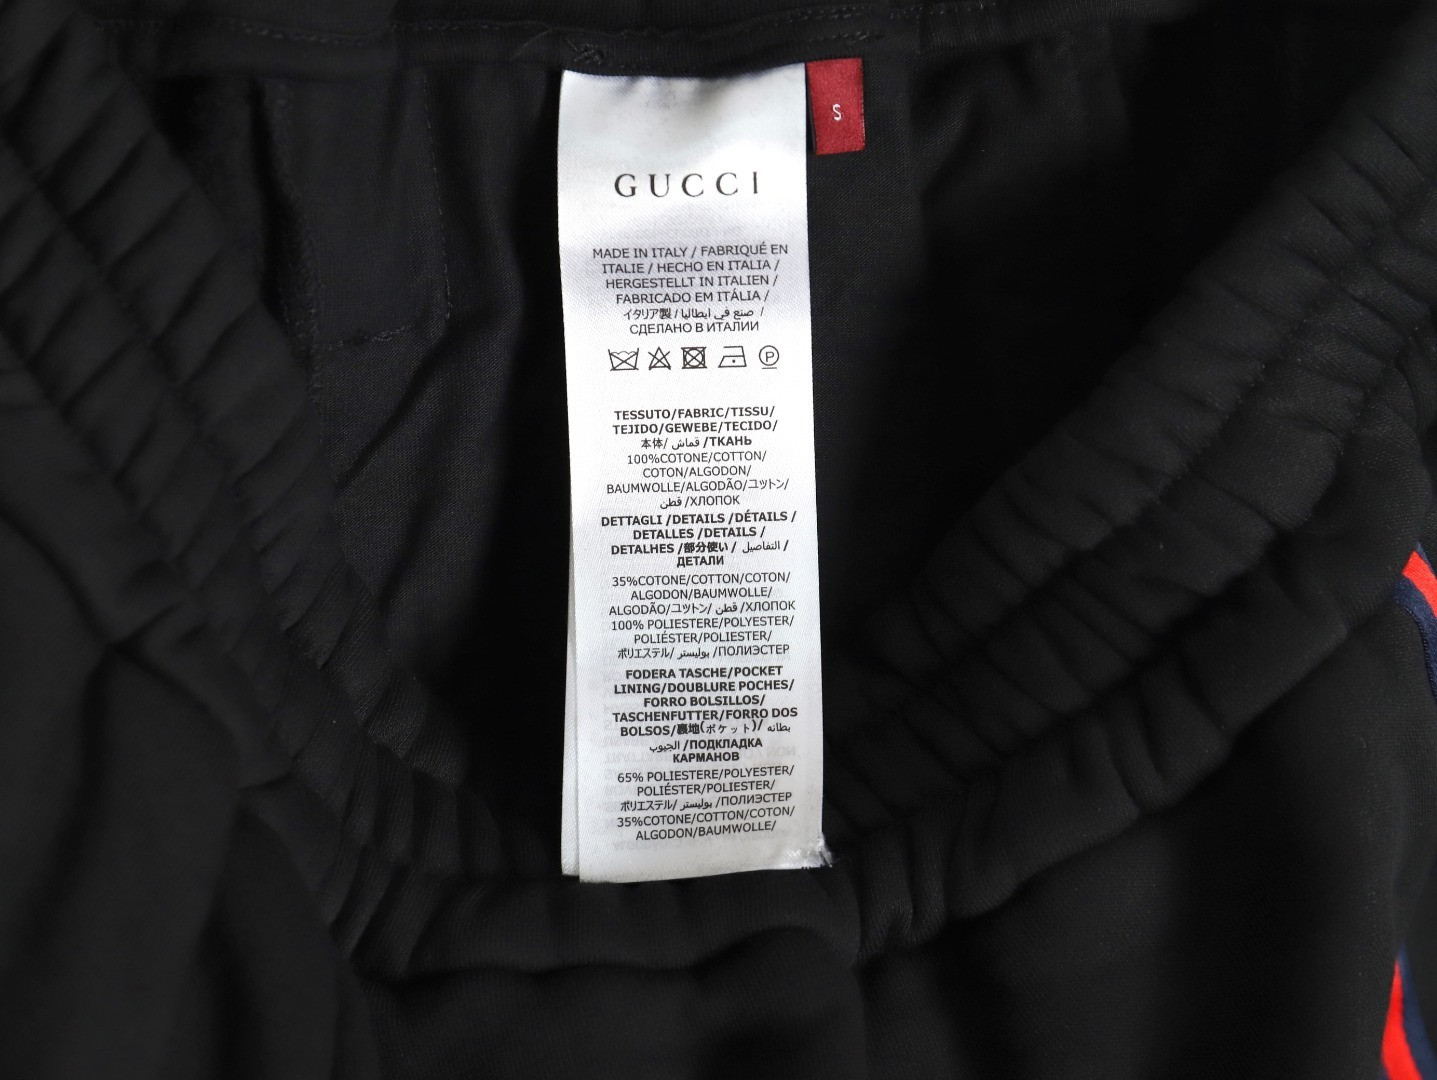 S
GUCCI
MADE IN ITALY / FABRIQUÉ EN
ITALIE / HECHO EN ITALIA /
HERGESTELLT IN ITALIEN /
FABRICADO EM ITÁLIA /
イタリア製 / صنع في ايطاليا /
СДЕЛАНО В ИТАЛИИ
P
TESSUTO/FABRIC/TISSU/
TEJIDO/GEWEBE/TECIDO/
本体/ قماش /ТКАНЬ
100%COTONE/COTTON/
COTON/ALGODON/
BAUMWOLLE/ALGODÃO/ユットン/
قطن /ХЛОПОК
DETTAGLI /DETAILS /DÉTAILS /
DETALLES /DETAILS /
DETALHES /部分使い / التفاصيل /
ДЕТАЛИ
35%COTONE/COTTON/COTON/
ALGODON/BAUMWOLLE/
ALGODÃO/ユットン/ قطن /ХЛОПОК
100% POLIESTERE/POLYESTER/
POLIÉSTER/POLIESTER/
ポリエステル/ بوليستر /ПОЛИЭСТЕР
FODERA TASCHE/POCKET
LINING/DOUBLURE POCHES/
FORRO BOLSILLOS/
TASCHENFUTTER/FORRO DOS
BOLSOS/裏地(ポケット)/ بطانه
الجيوب /ПОДКЛАДКА
КАРМАНОВ
65% POLIESTERE/POLYESTER/
POLIÉSTER/POLIESTER/
ポリエステル/ بوليستر /ПОЛИЭСТЕР
35%COTONE/COTTON/COTON/
ALGODON/BAUMWOLLE/